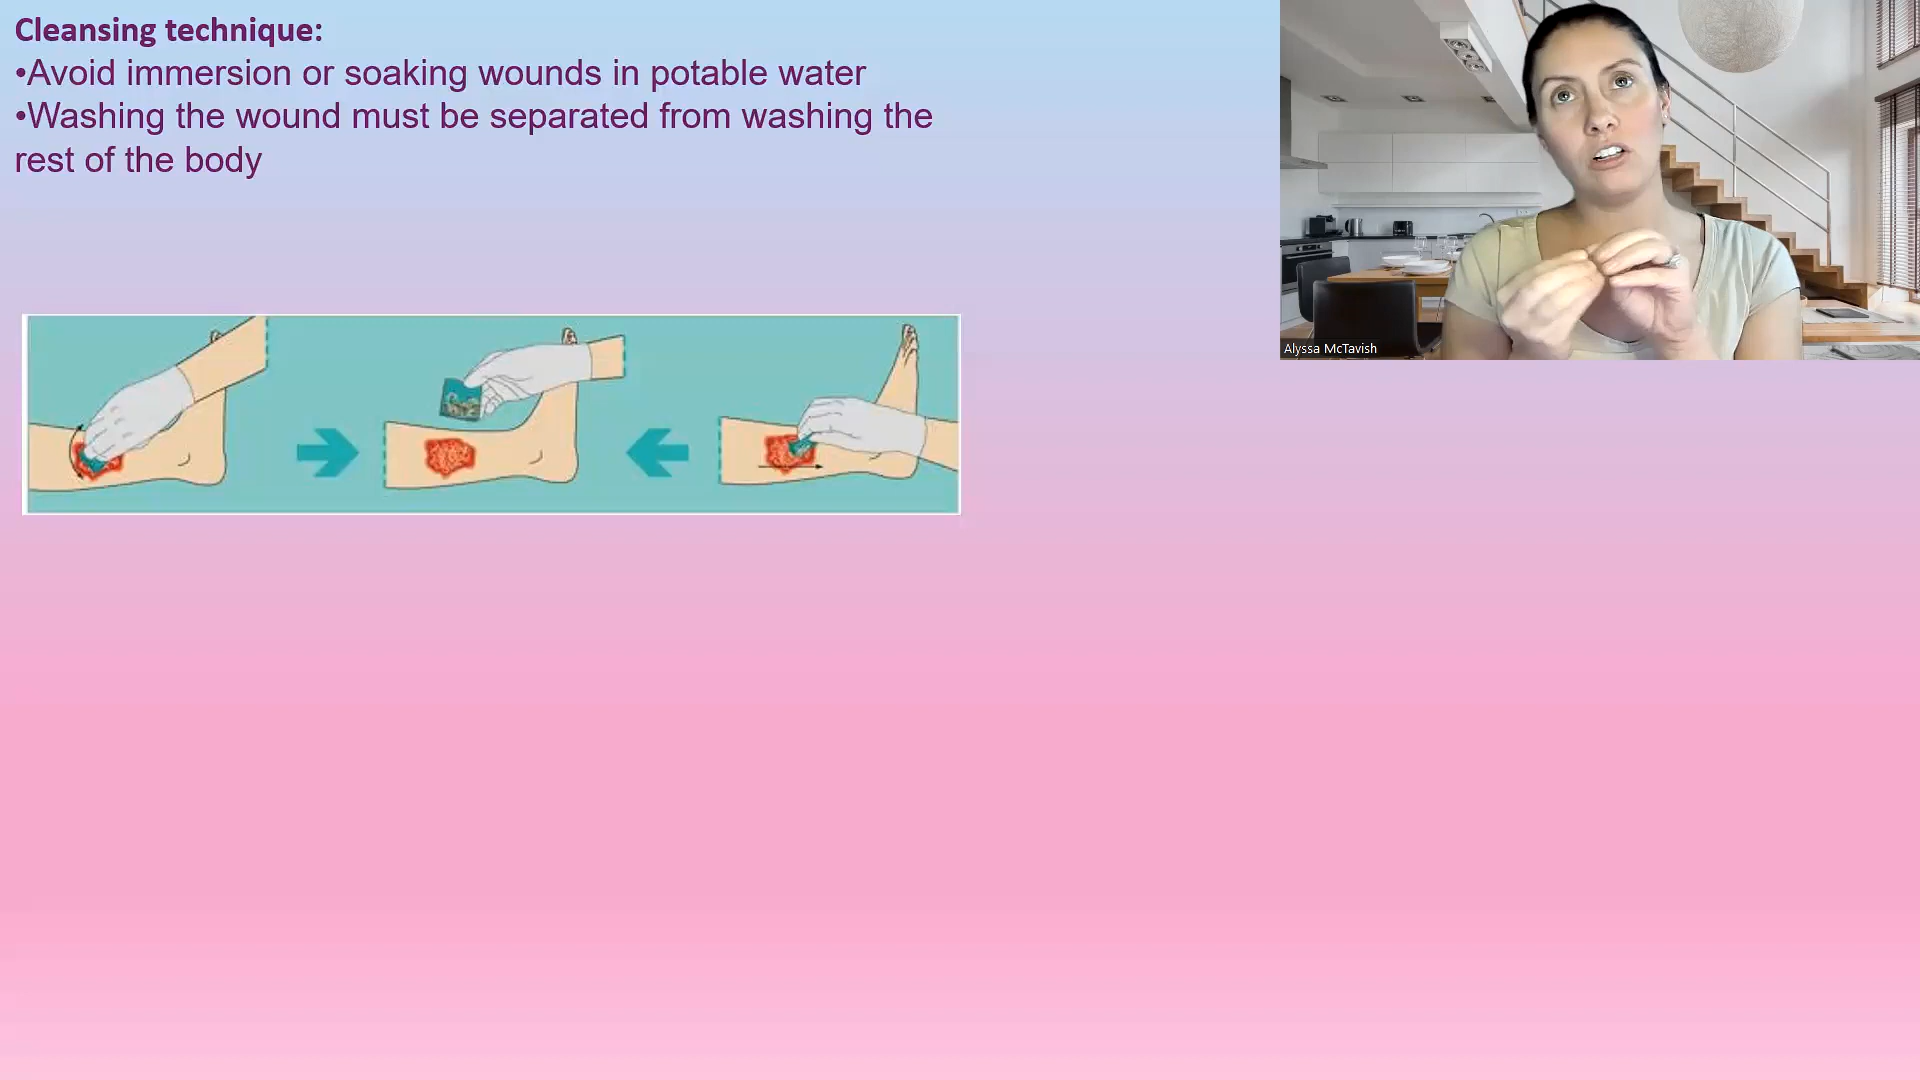 Cleansing technique:
•Avoid immersion or soaking wounds in potable water
•Washing the wound must be separated from washing the
rest of the body
Alyssa McTavish